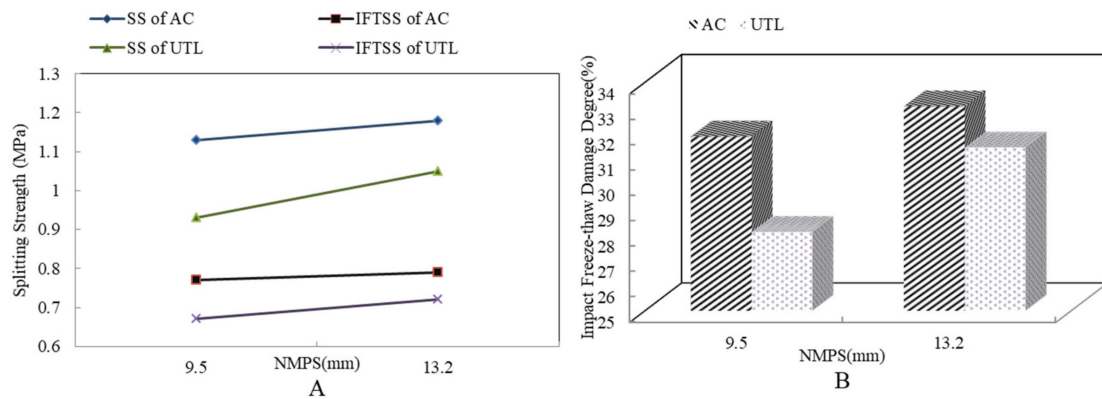 SS of AC
IFTSS of AC
SS of UTL
IFTSS of UTL
Splitting Strength (MPa)
1.3
1.2
1.1
1
0.9
0.8
0.7
0.6
9.5
NMPS(mm)
13.2
A
AC
UTL
Impact Freeze-thaw Damage Degree(%)
34
33
32
31
30
29
28
27
26
25
9.5
NMPS(mm)
13.2
B